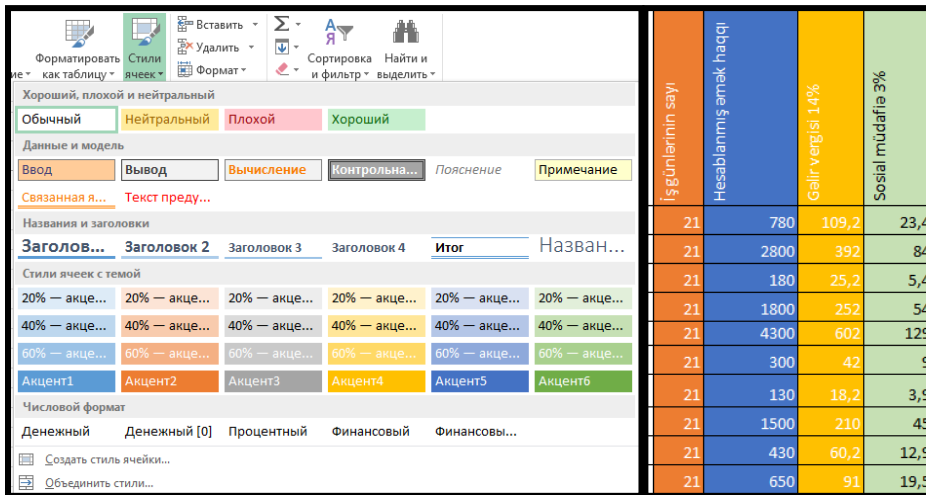 Вставить
Удалить
Формат
Форматировать как таблицу
Стили ячеек
Сортировка и фильтр
Найти и выделить
Хороший, плохой и нейтральный
Обычный Нейтральный Плохой Хороший
Данные и модель
Ввод Вывод Вычисление Контрольна... Пояснение Примечание
Связанная я... Текст преду...
Названия и заголовки
Заголов... Заголовок 2 Заголовок 3 Заголовок 4 Итог Назван...
Стили ячеек с темой
20% — акце... 20% — акце... 20% — акце... 20% — акце... 20% — акце... 20% — акце...
40% — акце... 40% — акце... 40% — акце... 40% — акце... 40% — акце... 40% — акце...
60% — акце... 60% — акце... 60% — акце... 60% — акце... 60% — акце... 60% — акце...
Акцент1 Акцент2 Акцент3 Акцент4 Акцент5 Акцент6
Числовой формат
Денежный Денежный [0] Процентный Финансовый Финансовы...
Создать стиль ячейки...
Объединить стили...
İş günlərinin sayı
Hesablanmış əmək haqqı
Gəlir vergisi 14%
Sosial müdafiə 3%
21 780 109,2 23,4
21 2800 392 84
21 180 25,2 5,4
21 1800 252 54
21 4300 602 129
21 300 42 9
21 130 18,2 3,9
21 1500 210 45
21 430 60,2 12,9
21 650 91 19,5